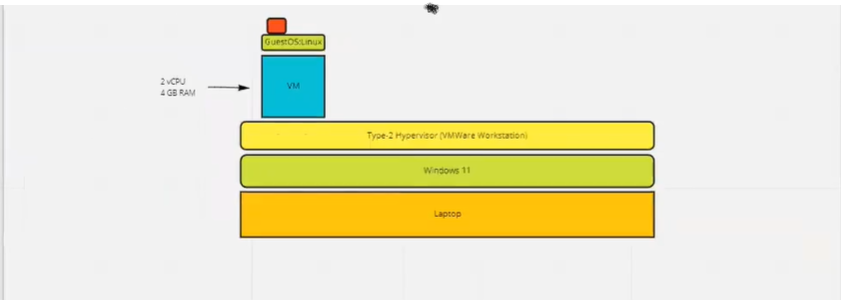 GuestOS:Linux
2 vCPU
4 GB RAM
VM
Type-2 Hypervisor (VMWare Workstation)
Windows 11
Laptop